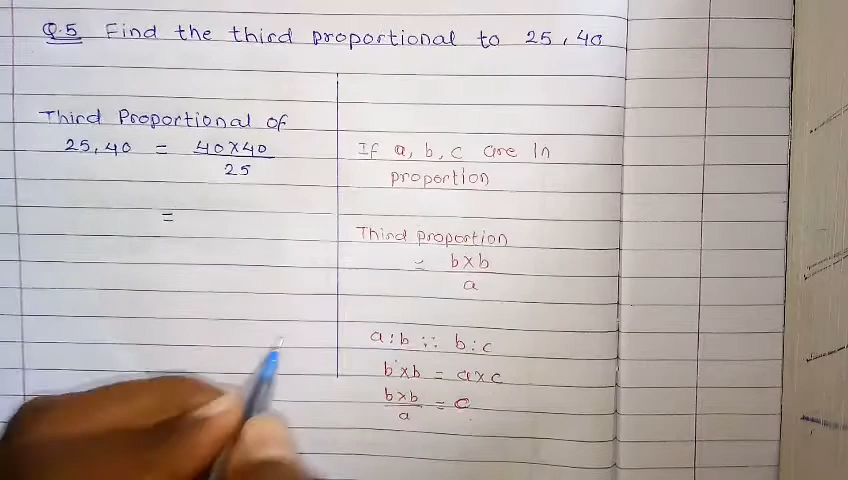 Q.5 Find the third proportional to 25, 40
Third Proportional of
25, 40 = 40×40
25
=
If a, b, c are in
proportion
Third proportion
= b×b
a
a : b :: b : c
b×b = a×c
b×b = c
a